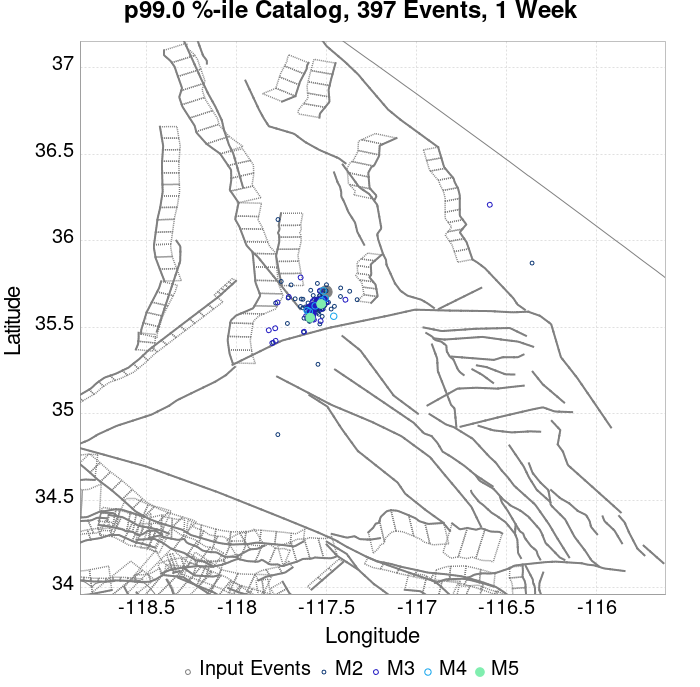 p99.0 %-ile Catalog, 397 Events, 1 Week
37
36.5
36
35.5
35
34.5
34
Latitude
-118.5 -118 -117.5 -117 -116.5 -116
Longitude
Input Events M2 M3 M4 M5